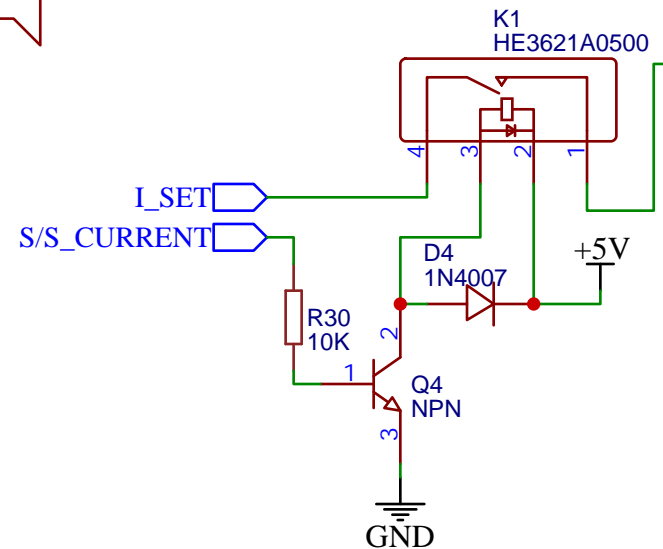 K1
HE3621A0500
4
3
2
1
I_SET
S/S_CURRENT
+5V
D4
1N4007
R30
10K
2
1
Q4
NPN
3
GND